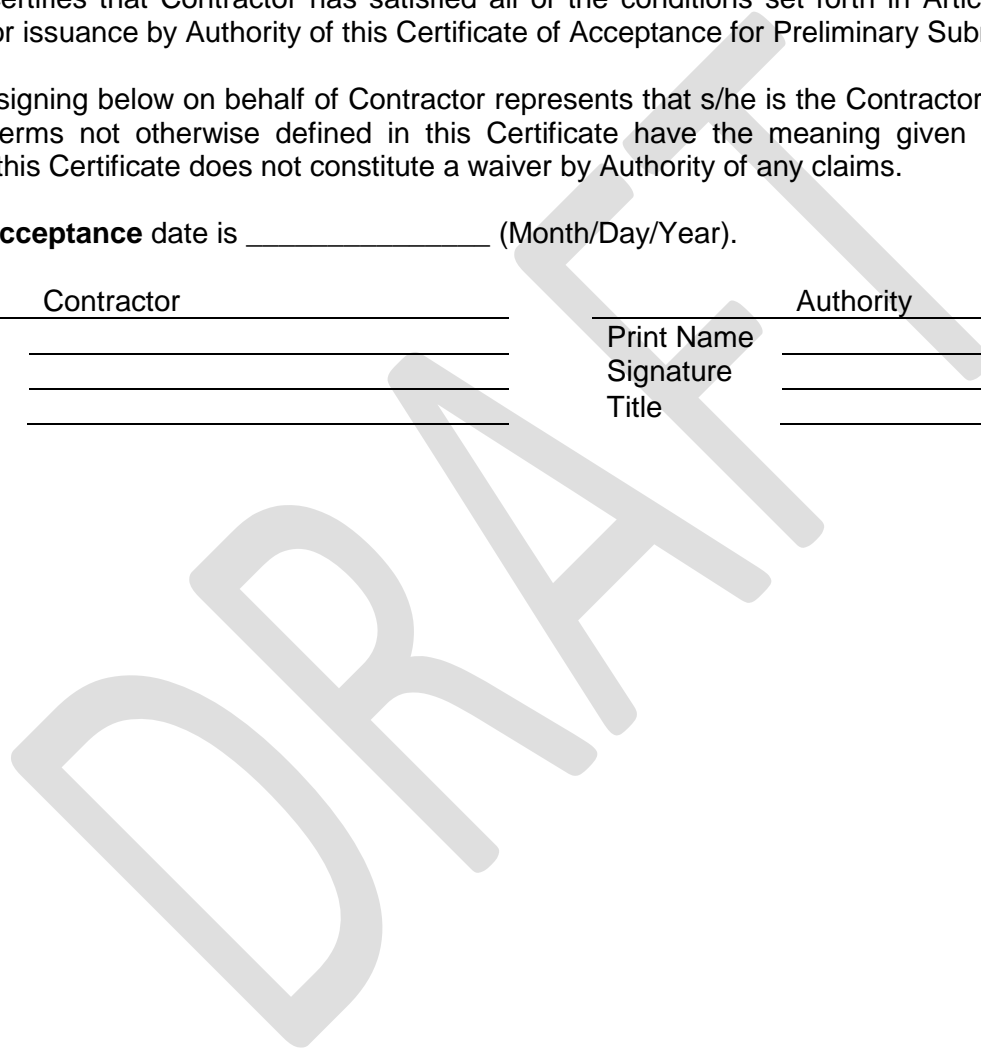 ertifies that Contractor has satisfied all of the conditions set forth in Artic
or issuance by Authority of this Certificate of Acceptance for Preliminary Sub
signing below on behalf of Contractor represents that s/he is the Contractor
erms not otherwise defined in this Certificate have the meaning given
this Certificate does not constitute a waiver by Authority of any claims.
cceptance date is ________________ (Month/Day/Year).
Contractor Authority
Print Name
Signature
Title
DRAFT